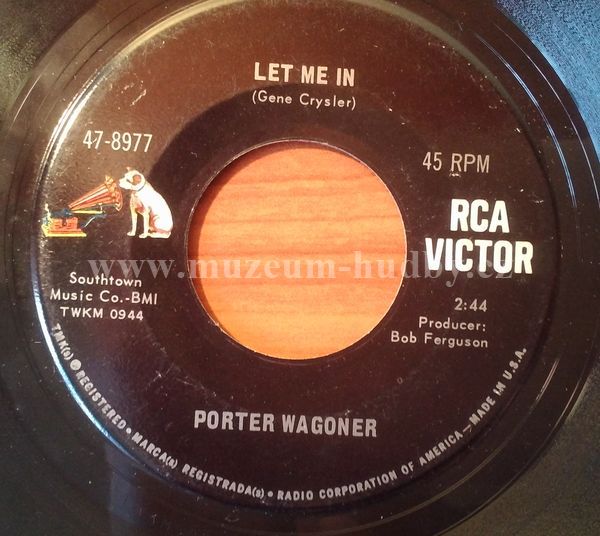 LET ME IN
(Gene Crysler)
47-8977
45 RPM
RCA
VICTOR
www.muzeum-hudby.cz
Southtown
Music Co.-BMI
TWKM 0944
2:44
Producer:
Bob Ferguson
PORTER WAGONER
TMK(s) ® REGISTERED • MARCA(s) REGISTRADA(s) • RADIO CORPORATION OF AMERICA—MADE IN U.S.A.